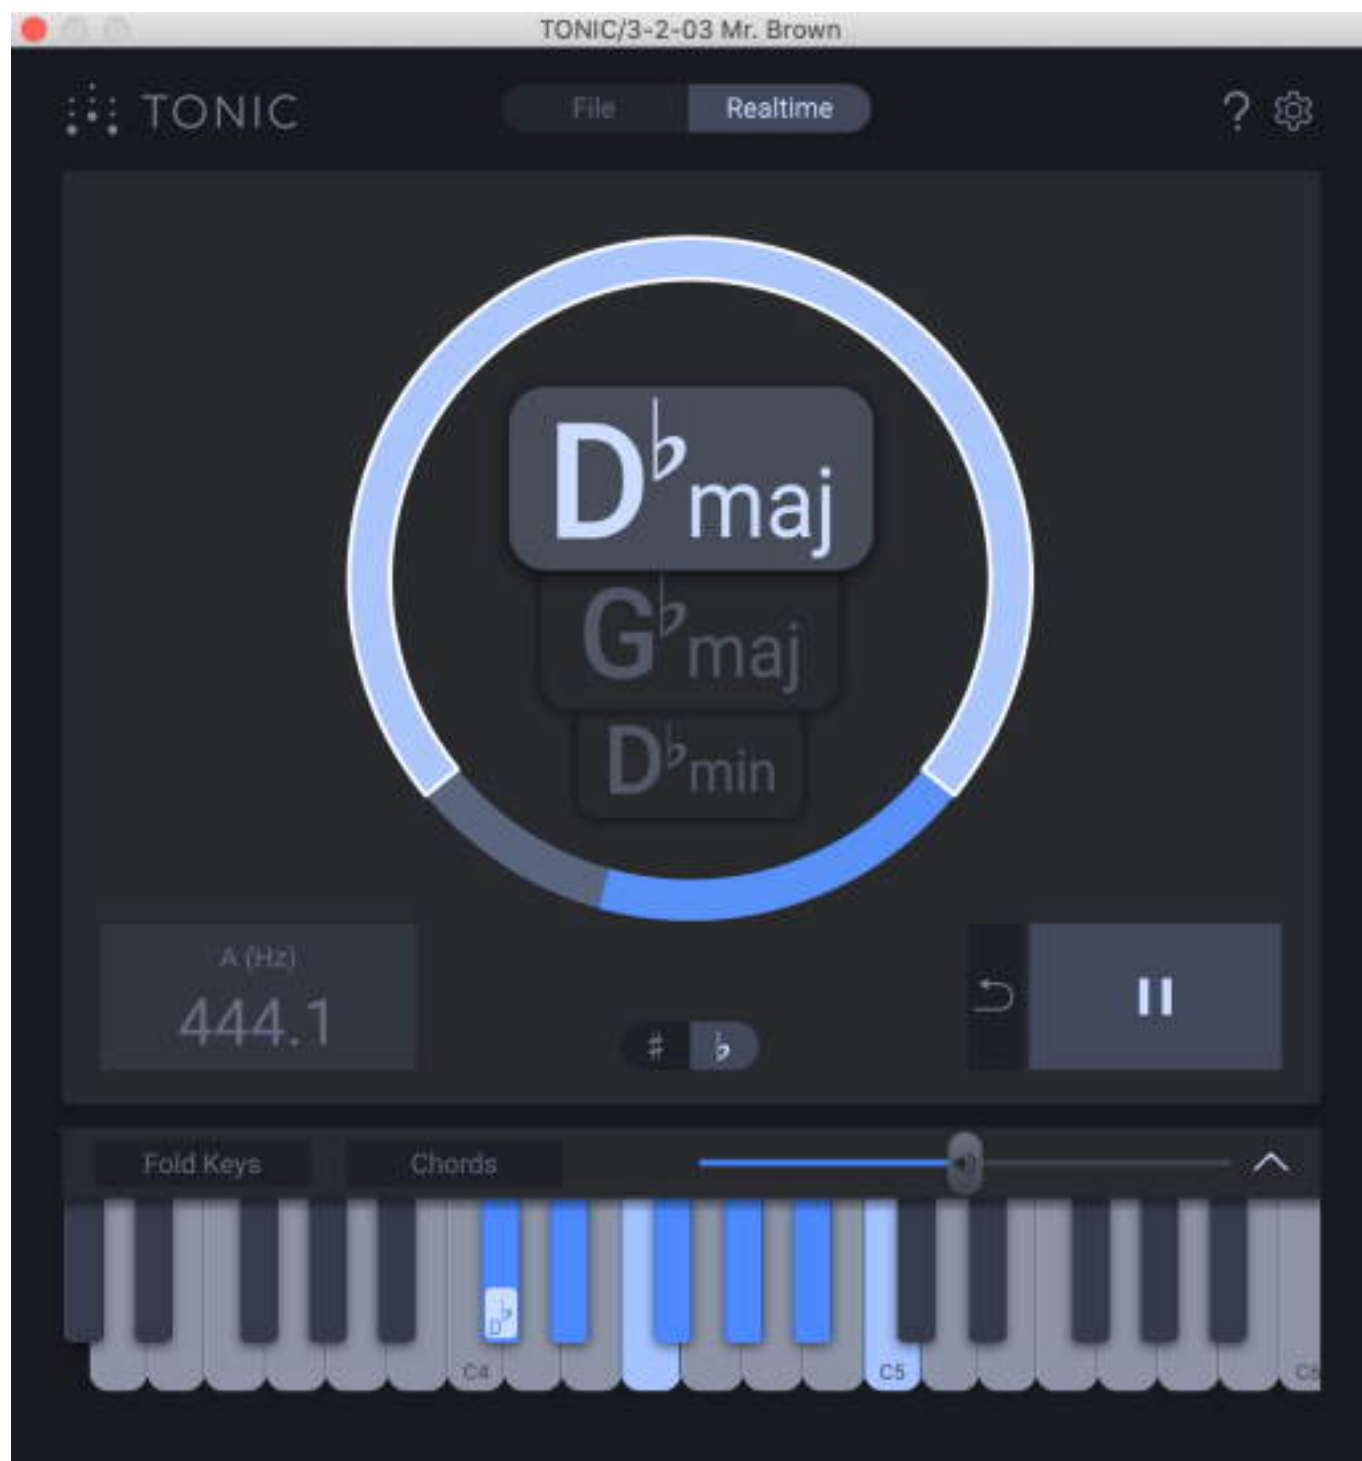 TONIC/3-2-03 Mr. Brown
TONIC
File
Realtime
?
D♭maj
G♭maj
D♭min
A (Hz)
444.1
♯
♭
Fold Keys
Chords
D♭
C4
C5
C6